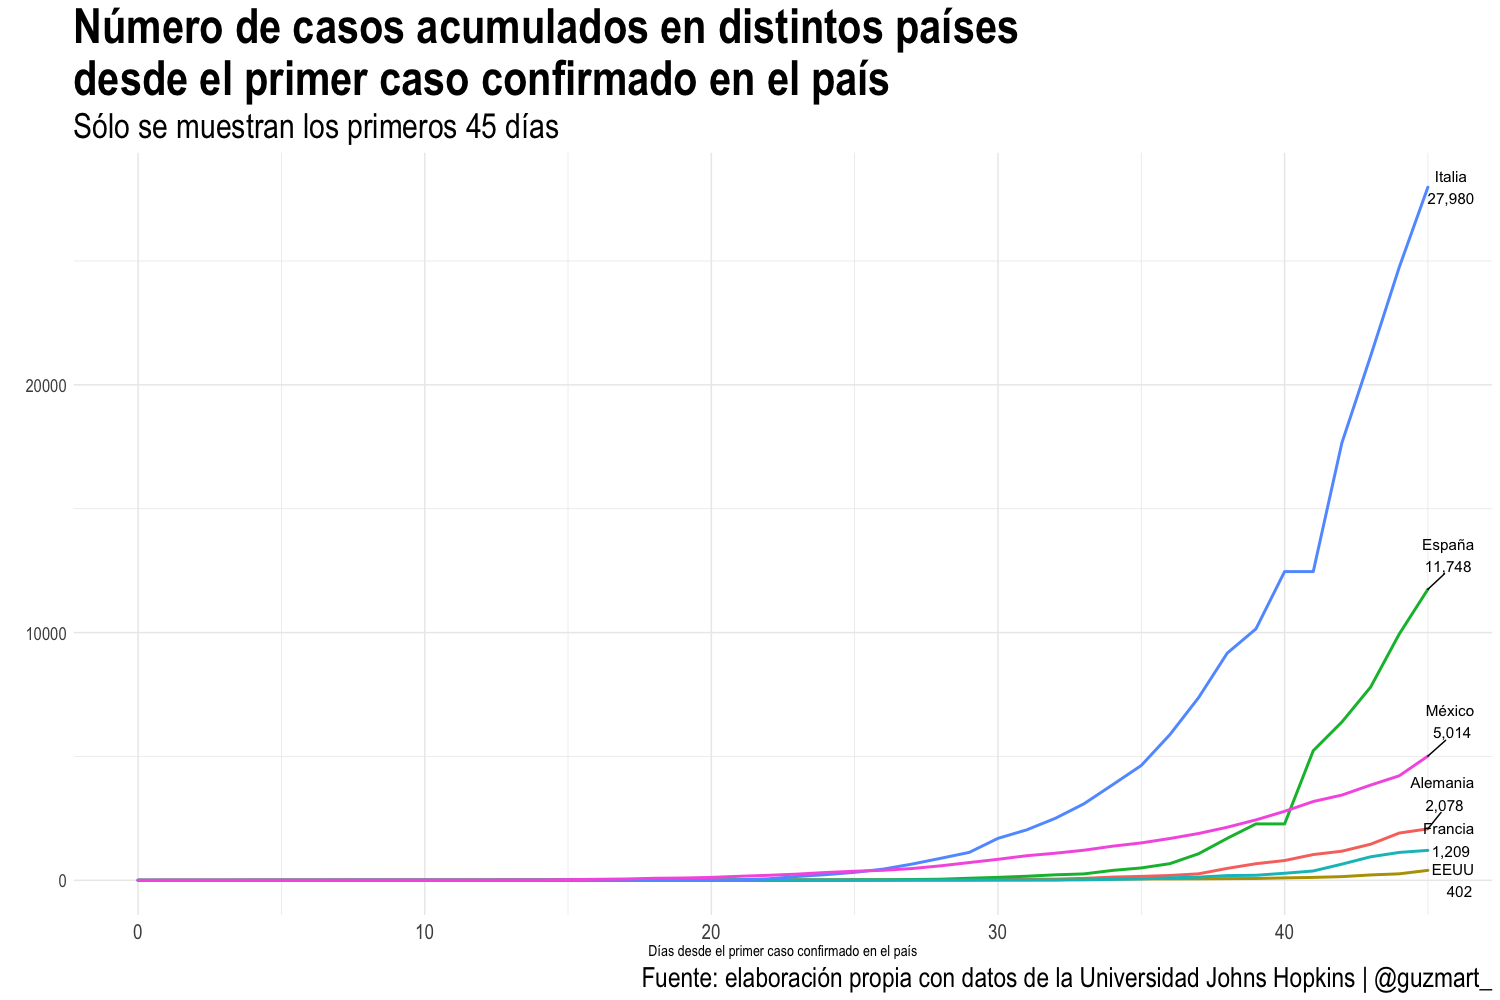 Número de casos acumulados en distintos países
desde el primer caso confirmado en el país
Sólo se muestran los primeros 45 días
Italia
27,980
20000
España
11,748
10000
México
5,014
Alemania
2,078
Francia
1,209
EEUU
402
0
0 10 20 30 40
Días desde el primer caso confirmado en el país
Fuente: elaboración propia con datos de la Universidad Johns Hopkins | @guzmart_